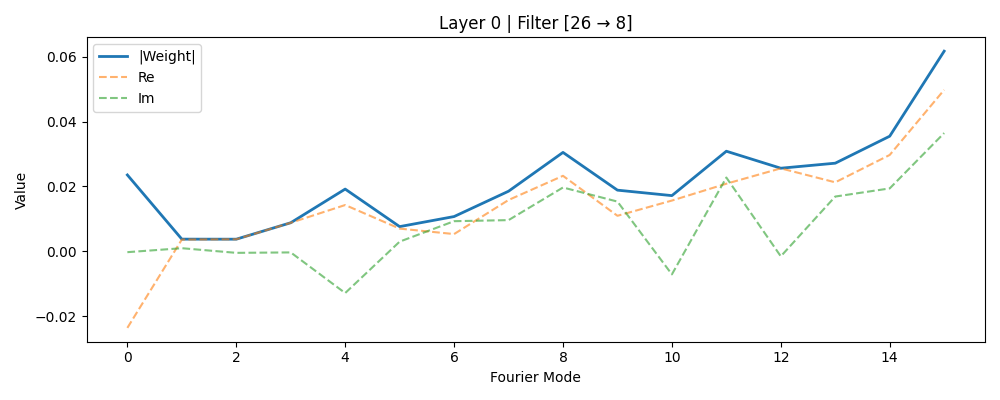 Layer 0 | Filter [26 → 8]
|Weight|
Re
Im
Value
0.06
0.04
0.02
0.00
−0.02
0 2 4 6 8 10 12 14
Fourier Mode